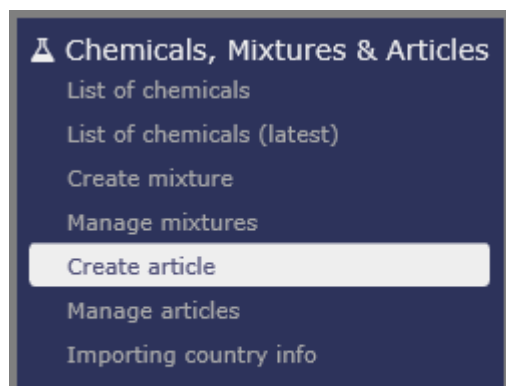 Chemicals, Mixtures & Articles
List of chemicals
List of chemicals (latest)
Create mixture
Manage mixtures
Create article
Manage articles
Importing country info